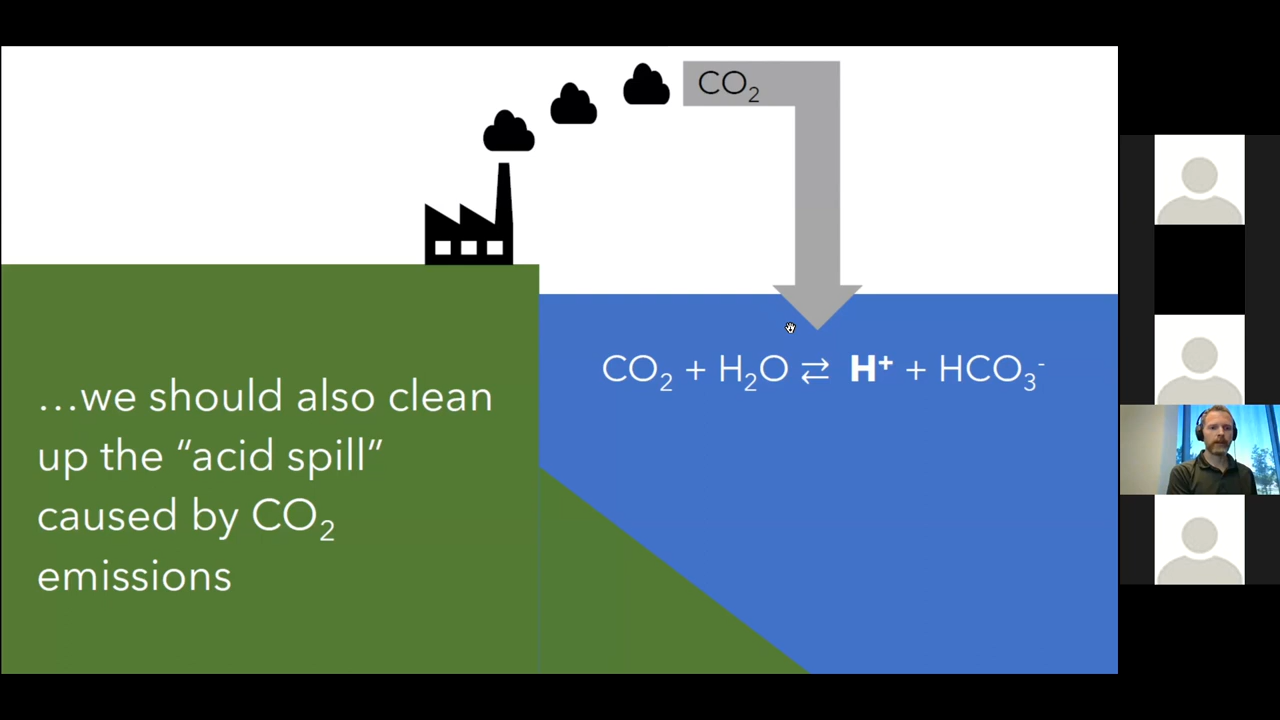 CO₂
CO₂ + H₂O ⇄ H⁺ + HCO₃⁻
…we should also clean
up the “acid spill”
caused by CO₂
emissions